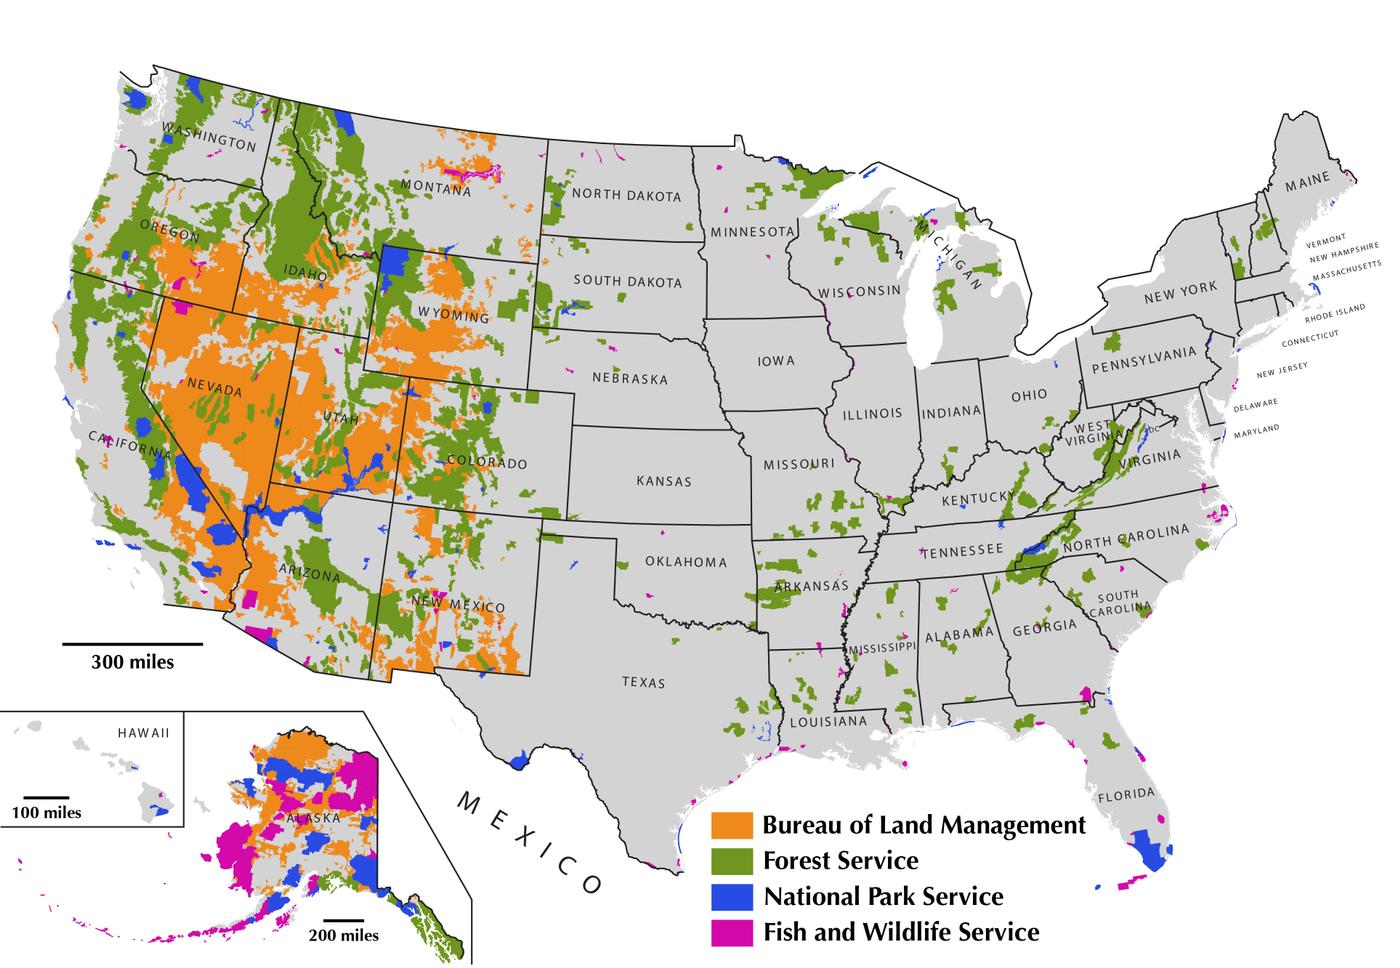 WASHINGTON
MONTANA
NORTH DAKOTA
MINNESOTA
MAINE
OREGON
IDAHO
WYOMING
SOUTH DAKOTA
WISCONSIN
MICHIGAN
VERMONT
NEW HAMPSHIRE
MASSACHUSETTS
NEW YORK
RHODE ISLAND
CONNECTICUT
NEVADA
UTAH
NEBRASKA
IOWA
PENNSYLVANIA
NEW JERSEY
CALIFORNIA
COLORADO
KANSAS
MISSOURI
ILLINOIS
INDIANA
OHIO
WEST
VIRGINIA
DC
DELAWARE
MARYLAND
VIRGINIA
KENTUCKY
ARIZONA
NEW MEXICO
OKLAHOMA
ARKANSAS
TENNESSEE
NORTH CAROLINA
SOUTH
CAROLINA
MISSISSIPPI
ALABAMA
GEORGIA
300 miles
TEXAS
LOUISIANA
FLORIDA
HAWAII
100 miles
ALASKA
200 miles
MEXICO
Bureau of Land Management
Forest Service
National Park Service
Fish and Wildlife Service